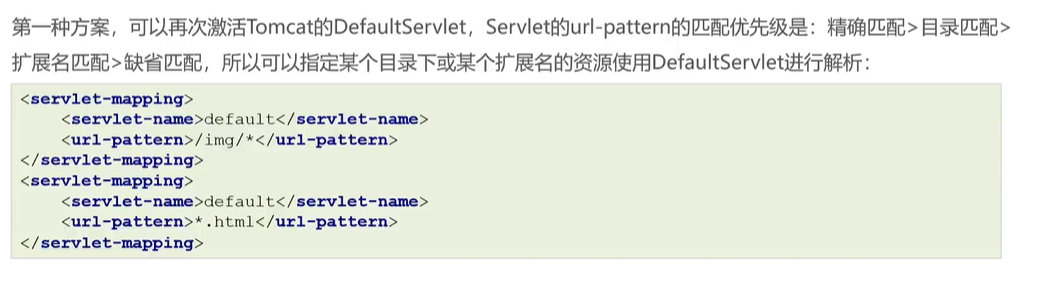 第一种方案，可以再次激活Tomcat的DefaultServlet，Servlet的url-pattern的匹配优先级是：精确匹配>目录匹配>
扩展名匹配>缺省匹配，所以可以指定某个目录下或某个扩展名的资源使用DefaultServlet进行解析：
<servlet-mapping>
    <servlet-name>default</servlet-name>
    <url-pattern>/img/*</url-pattern>
</servlet-mapping>
<servlet-mapping>
    <servlet-name>default</servlet-name>
    <url-pattern>*.html</url-pattern>
</servlet-mapping>